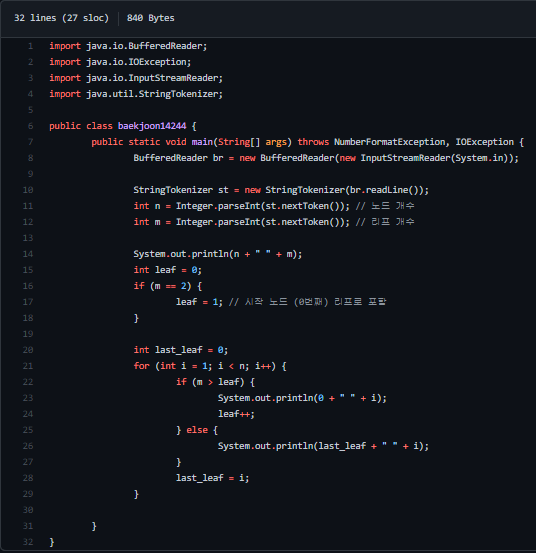 32 lines (27 sloc) 840 Bytes
1 import java.io.BufferedReader;
2 import java.io.IOException;
3 import java.io.InputStreamReader;
4 import java.util.StringTokenizer;
5
6 public class baekjoon14244 {
7 public static void main(String[] args) throws NumberFormatException, IOException {
8 BufferedReader br = new BufferedReader(new InputStreamReader(System.in));
9
10 StringTokenizer st = new StringTokenizer(br.readLine());
11 int n = Integer.parseInt(st.nextToken()); // 노드 개수
12 int m = Integer.parseInt(st.nextToken()); // 리프 개수
13
14 System.out.println(n + " " + m);
15 int leaf = 0;
16 if (m == 2) {
17 leaf = 1; // 시작 노드 (0번째) 리프로 포함
18 }
19
20 int last_leaf = 0;
21 for (int i = 1; i < n; i++) {
22 if (m > leaf) {
23 System.out.println(0 + " " + i);
24 leaf++;
25 } else {
26 System.out.println(last_leaf + " " + i);
27 }
28 last_leaf = i;
29 }
30
31 }
32 }